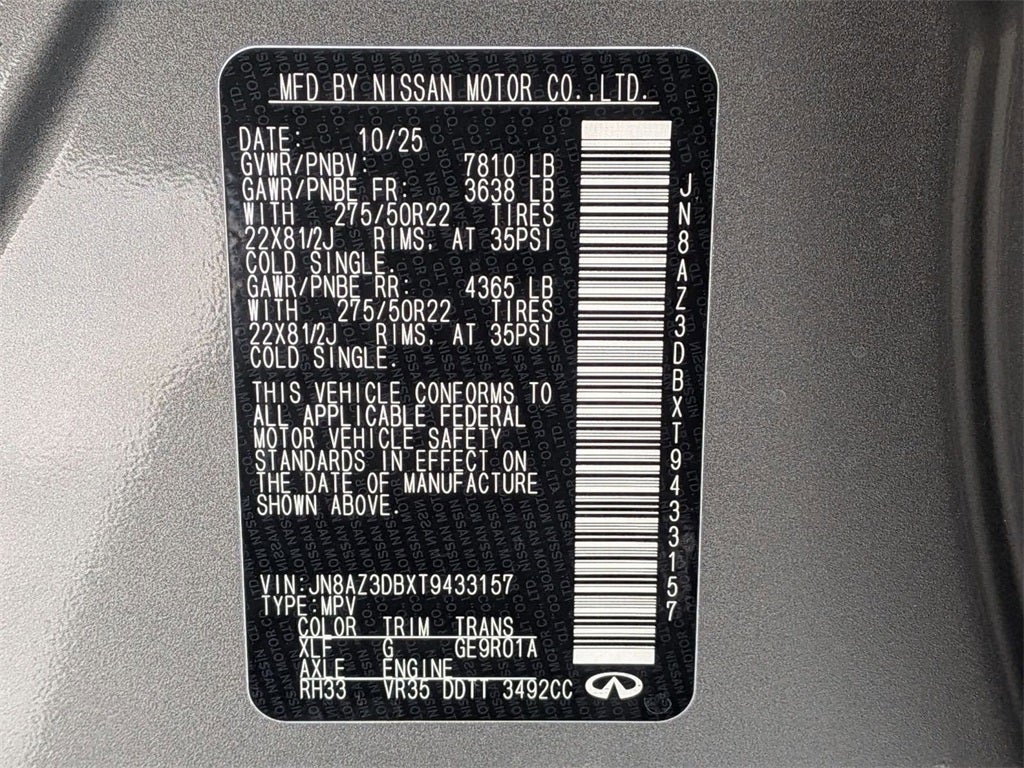 MFD BY NISSAN MOTOR CO.,LTD.
DATE: 10/25
GVWR/PNBV: 7810 LB
GAWR/PNBE FR: 3638 LB
WITH 275/50R22 TIRES
22X81/2J RIMS, AT 35PSI
COLD SINGLE.
GAWR/PNBE RR: 4365 LB
WITH 275/50R22 TIRES
22X81/2J RIMS, AT 35PSI
COLD SINGLE.
THIS VEHICLE CONFORMS TO
ALL APPLICABLE FEDERAL
MOTOR VEHICLE SAFETY
STANDARDS IN EFFECT ON
THE DATE OF MANUFACTURE
SHOWN ABOVE.
VIN:JN8AZ3DBXT9433157
TYPE:MPV
COLOR TRIM TRANS
XLF G GE9R01A
AXLE ENGINE
RH33 VR35 DDTT 3492CC
JN8AZ3DBXT9433157